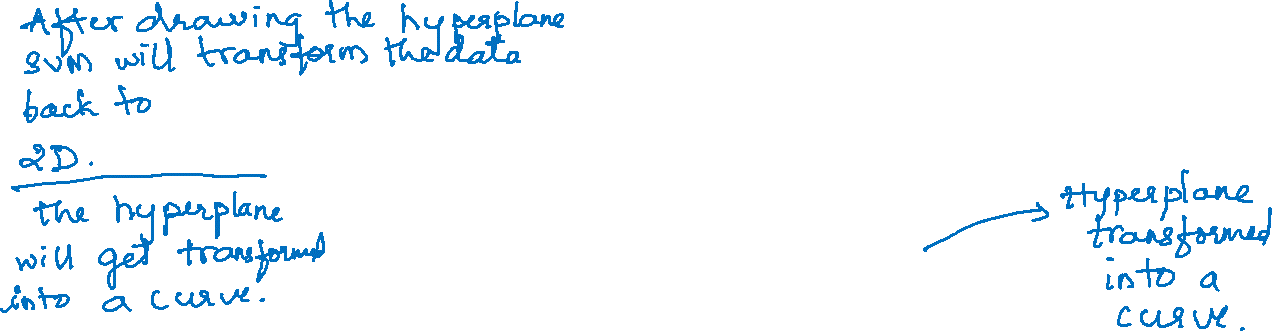 After drawing the hyperplane
SVM will transform the data
back to
2D.
the hyperplane
will get transformed
into a curve.
Hyperplane
transformed
into a
curve.